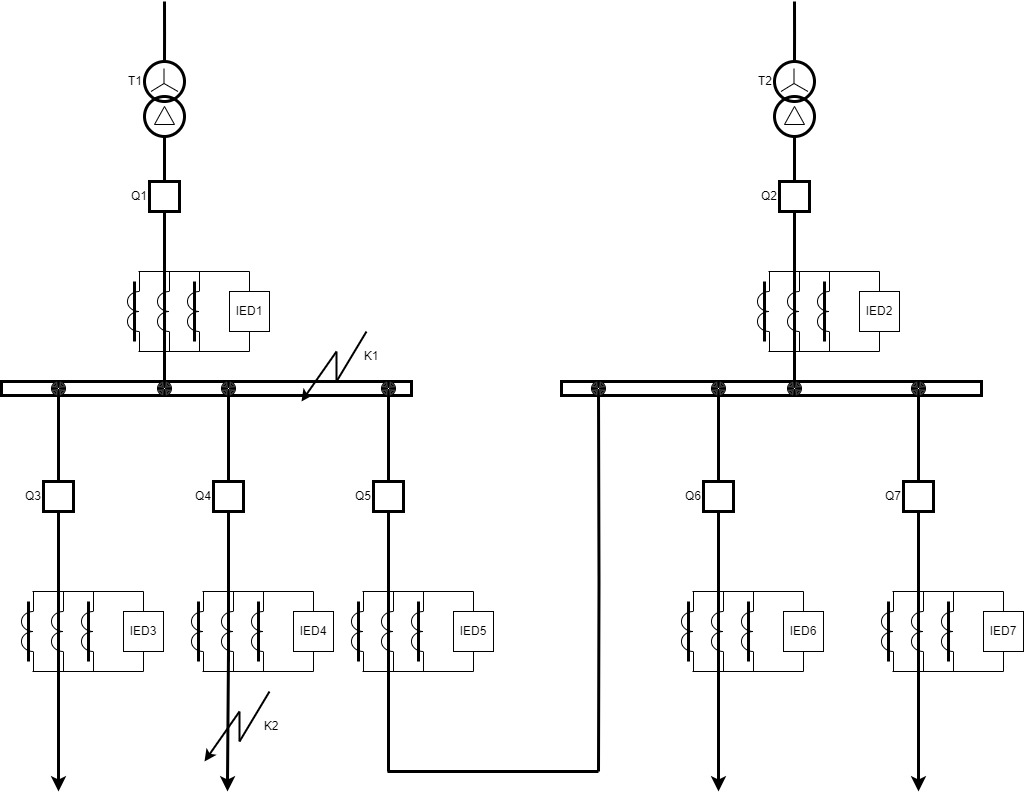 T1
T2
Q1
Q2
IED1
IED2
K1
Q3
Q4
Q5
Q6
Q7
IED3
IED4
IED5
IED6
IED7
K2